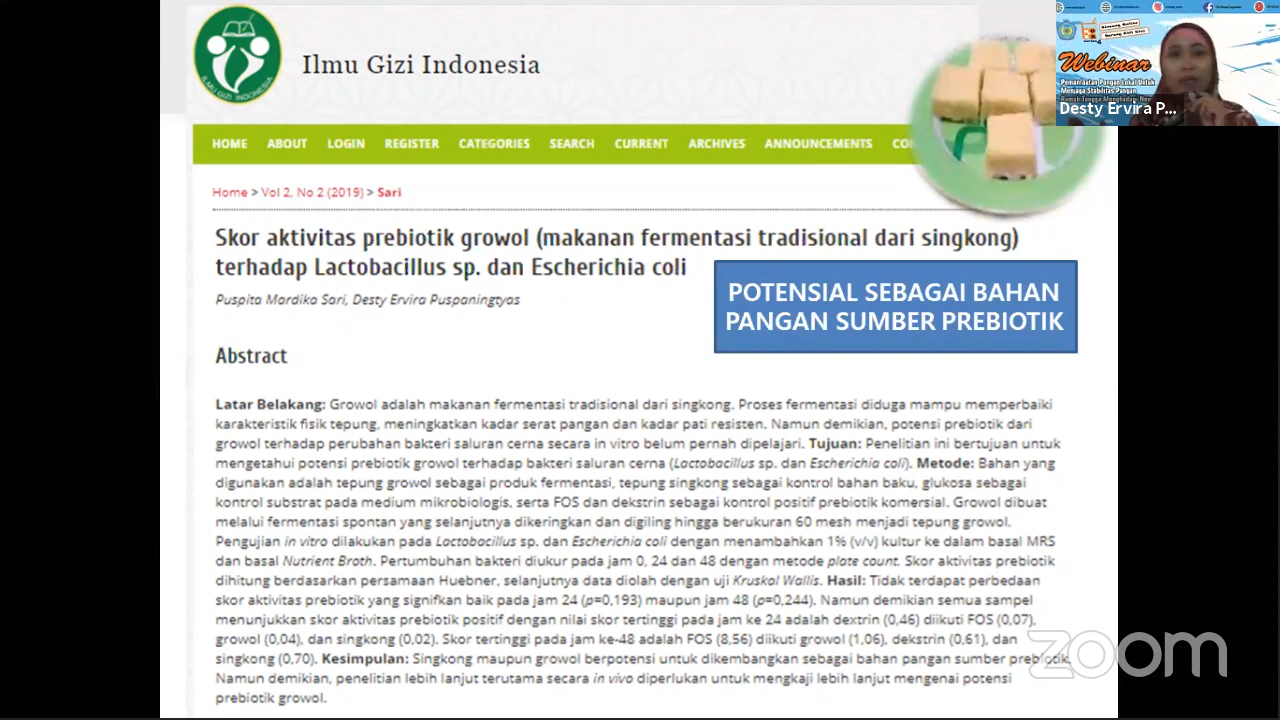 Ilmu Gizi Indonesia
ILMU GIZI INDONESIA
HOME ABOUT LOGIN REGISTER CATEGORIES SEARCH CURRENT ARCHIVES ANNOUNCEMENTS
Home > Vol 2, No 2 (2019) > Sari
Skor aktivitas prebiotik growol (makanan fermentasi tradisional dari singkong)
terhadap Lactobacillus sp. dan Escherichia coli
Puspita Mardika Sari, Desty Ervira Puspaningtyas
POTENSIAL SEBAGAI BAHAN
PANGAN SUMBER PREBIOTIK
Abstract
Latar Belakang: Growol adalah makanan fermentasi tradisional dari singkong. Proses fermentasi diduga mampu memperbaiki
karakteristik fisik tepung, meningkatkan kadar serat pangan dan kadar pati resisten. Namun demikian, potensi prebiotik dari
growol terhadap perubahan bakteri saluran cerna secara in vitro belum pernah dipelajari. Tujuan: Penelitian ini bertujuan untuk
mengetahui potensi prebiotik growol terhadap bakteri saluran cerna (Lactobacillus sp. dan Escherichia coli). Metode: Bahan yang
digunakan adalah tepung growol sebagai produk fermentasi, tepung singkong sebagai kontrol bahan baku, glukosa sebagai
kontrol substrat pada medium mikrobiologis, serta FOS dan dekstrin sebagai kontrol positif prebiotik komersial. Growol dibuat
melalui fermentasi spontan yang selanjutnya dikeringkan dan digiling hingga berukuran 60 mesh menjadi tepung growol.
Pengujian in vitro dilakukan pada Lactobacillus sp. dan Escherichia coli dengan menambahkan 1% (v/v) kultur ke dalam basal MRS
dan basal Nutrient Broth. Pertumbuhan bakteri diukur pada jam 0, 24 dan 48 dengan metode plate count. Skor aktivitas prebiotik
dihitung berdasarkan persamaan Huebner, selanjutnya data diolah dengan uji Kruskal Wallis. Hasil: Tidak terdapat perbedaan
skor aktivitas prebiotik yang signifkan baik pada jam 24 (p=0,193) maupun jam 48 (p=0,244). Namun demikian semua sampel
menunjukkan skor aktivitas prebiotik positif dengan nilai skor tertinggi pada jam ke 24 adalah dextrin (0,46) diikuti FOS (0,07),
growol (0,04), dan singkong (0,02). Skor tertinggi pada jam ke-48 adalah FOS (8,56) diikuti growol (1,06), dekstrin (0,61), dan
singkong (0,70). Kesimpulan: Singkong maupun growol berpotensi untuk dikembangkan sebagai bahan pangan sumber prebiotik.
Namun demikian, penelitian lebih lanjut terutama secara in vivo diperlukan untuk mengkaji lebih lanjut mengenai potensi
prebiotik growol.
Webinar
Pemanfaatan Pangan Lokal Untuk
Menjaga Stabilitas Pangan
Rumah Tangga Menghadapi
Desty Ervira P...
zoom